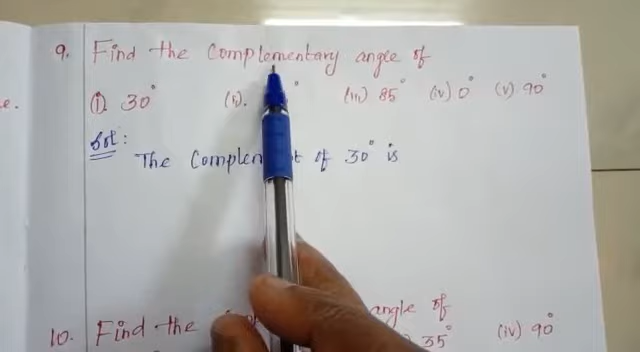 9. Find the Complementary angle of
e.
(i) 30° (ii). ° (iii) 85° (iv) 0° (v) 90°
Sol:
The Complement of 30° is
10. Find the angle of
35° (iv) 90°